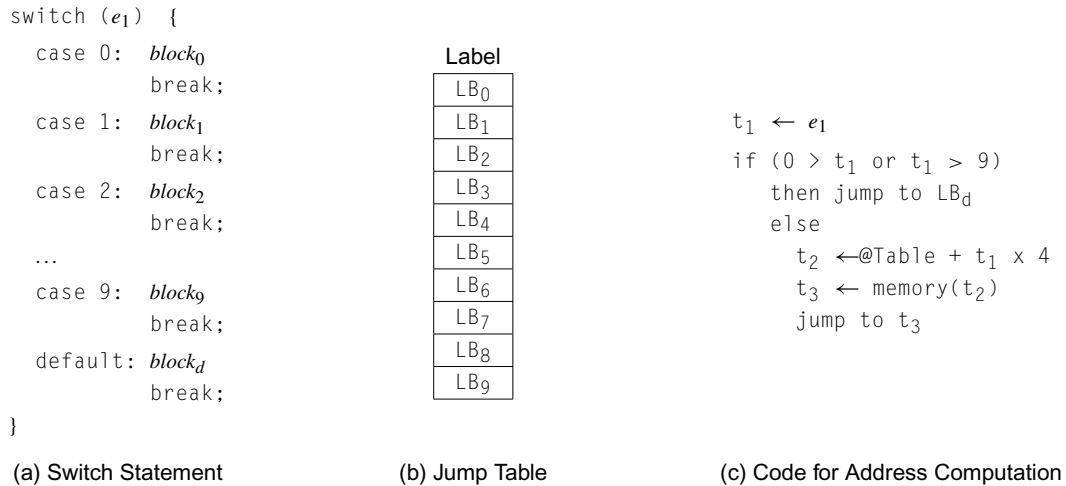 switch (e₁) {
case 0: block₀
break;
case 1: block₁
break;
case 2: block₂
break;
...
case 9: block₉
break;
default: block_d
break;
}
(a) Switch Statement
Label
LB₀
LB₁
LB₂
LB₃
LB₄
LB₅
LB₆
LB₇
LB₈
LB₉
(b) Jump Table
t₁ ← e₁
if (0 > t₁ or t₁ > 9)
then jump to LB_d
else
t₂ ←@Table + t₁ x 4
t₃ ← memory(t₂)
jump to t₃
(c) Code for Address Computation